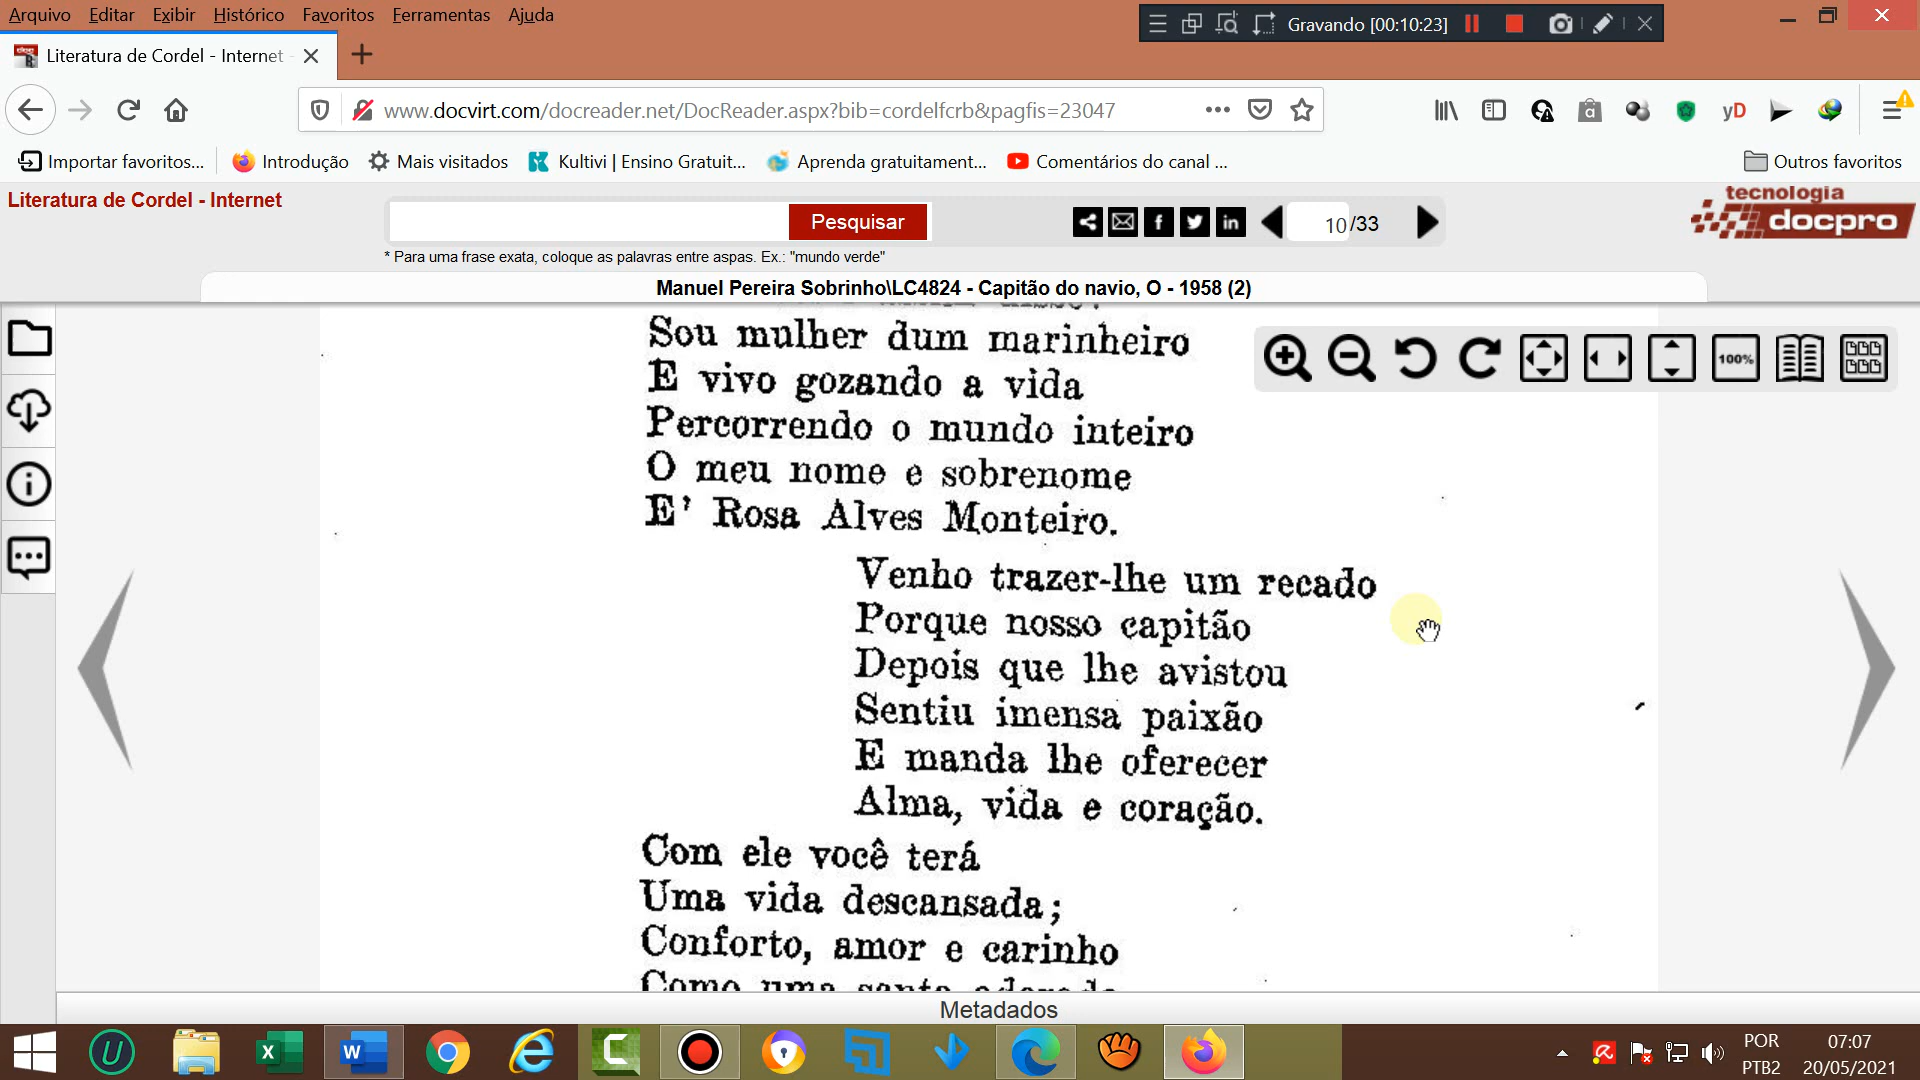 Arquivo Editar Exibir Histórico Favoritos Ferramentas Ajuda
Gravando [00:10:23]
Literatura de Cordel - Internet -
www.docvirt.com/docreader.net/DocReader.aspx?bib=cordelfcrb&pagfis=23047
Importar favoritos... Introdução Mais visitados Kultivi | Ensino Gratuit... Aprenda gratuitament... Comentários do canal ... Outros favoritos
Literatura de Cordel - Internet
Pesquisar
10 /33
tecnologia
docpro
* Para uma frase exata, coloque as palavras entre aspas. Ex.: "mundo verde"
Manuel Pereira Sobrinho\LC4824 - Capitão do navio, O - 1958 (2)
100%
Sou mulher dum marinheiro
E vivo gozando a vida
Percorrendo o mundo inteiro
O meu nome e sobrenome
E' Rosa Alves Monteiro.
Venho trazer-lhe um recado
Porque nosso capitão
Depois que lhe avistou
Sentiu imensa paixão
E manda lhe oferecer
Alma, vida e coração.
Com ele você terá
Uma vida descansada;
Conforto, amor e carinho
Como uma santa adorada
Metadados
POR
PTB2
07:07
20/05/2021